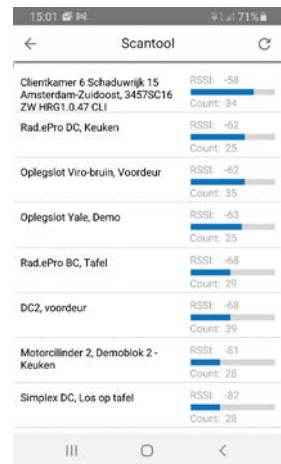 15:01 71%
Scantool
Clientkamer 6 Schaduwrijk 15 RSSI: -58
Amsterdam-Zuidoost, 3457SC16
ZW HRG1.0.47 CLI Count: 34
Rad.ePro DC, Keuken RSSI: -62
Count: 25
Oplegslot Viro-bruin, Voordeur RSSI: -62
Count: 35
Oplegslot Yale, Demo RSSI: -63
Count: 25
Rad.ePro BC, Tafel RSSI: -68
Count: 29
DC2, voordeur RSSI: -68
Count: 39
Motorcilinder 2, Demoblok 2 - RSSI: -81
Keuken Count: 28
Simplex DC, Los op tafel RSSI: -82
Count: 28